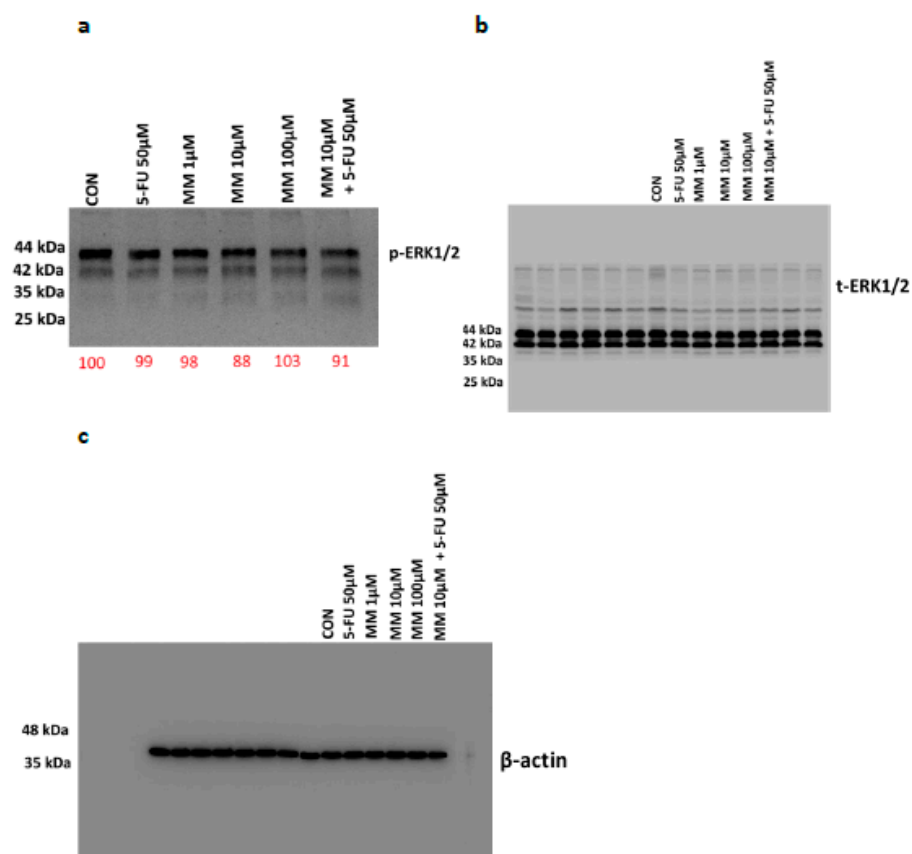 a
CON
5-FU 50µM
MM 1µM
MM 10µM
MM 100µM
MM 10µM
+ 5-FU 50µM
44 kDa
42 kDa
35 kDa
25 kDa
p-ERK1/2
100 99 98 88 103 91
b
CON
5-FU 50µM
MM 1µM
MM 10µM
MM 100µM
MM 10µM + 5-FU 50µM
t-ERK1/2
44 kDa
42 kDa
35 kDa
25 kDa
c
CON
5-FU 50µM
MM 1µM
MM 10µM
MM 100µM
MM 10µM + 5-FU 50µM
48 kDa
35 kDa
β-actin